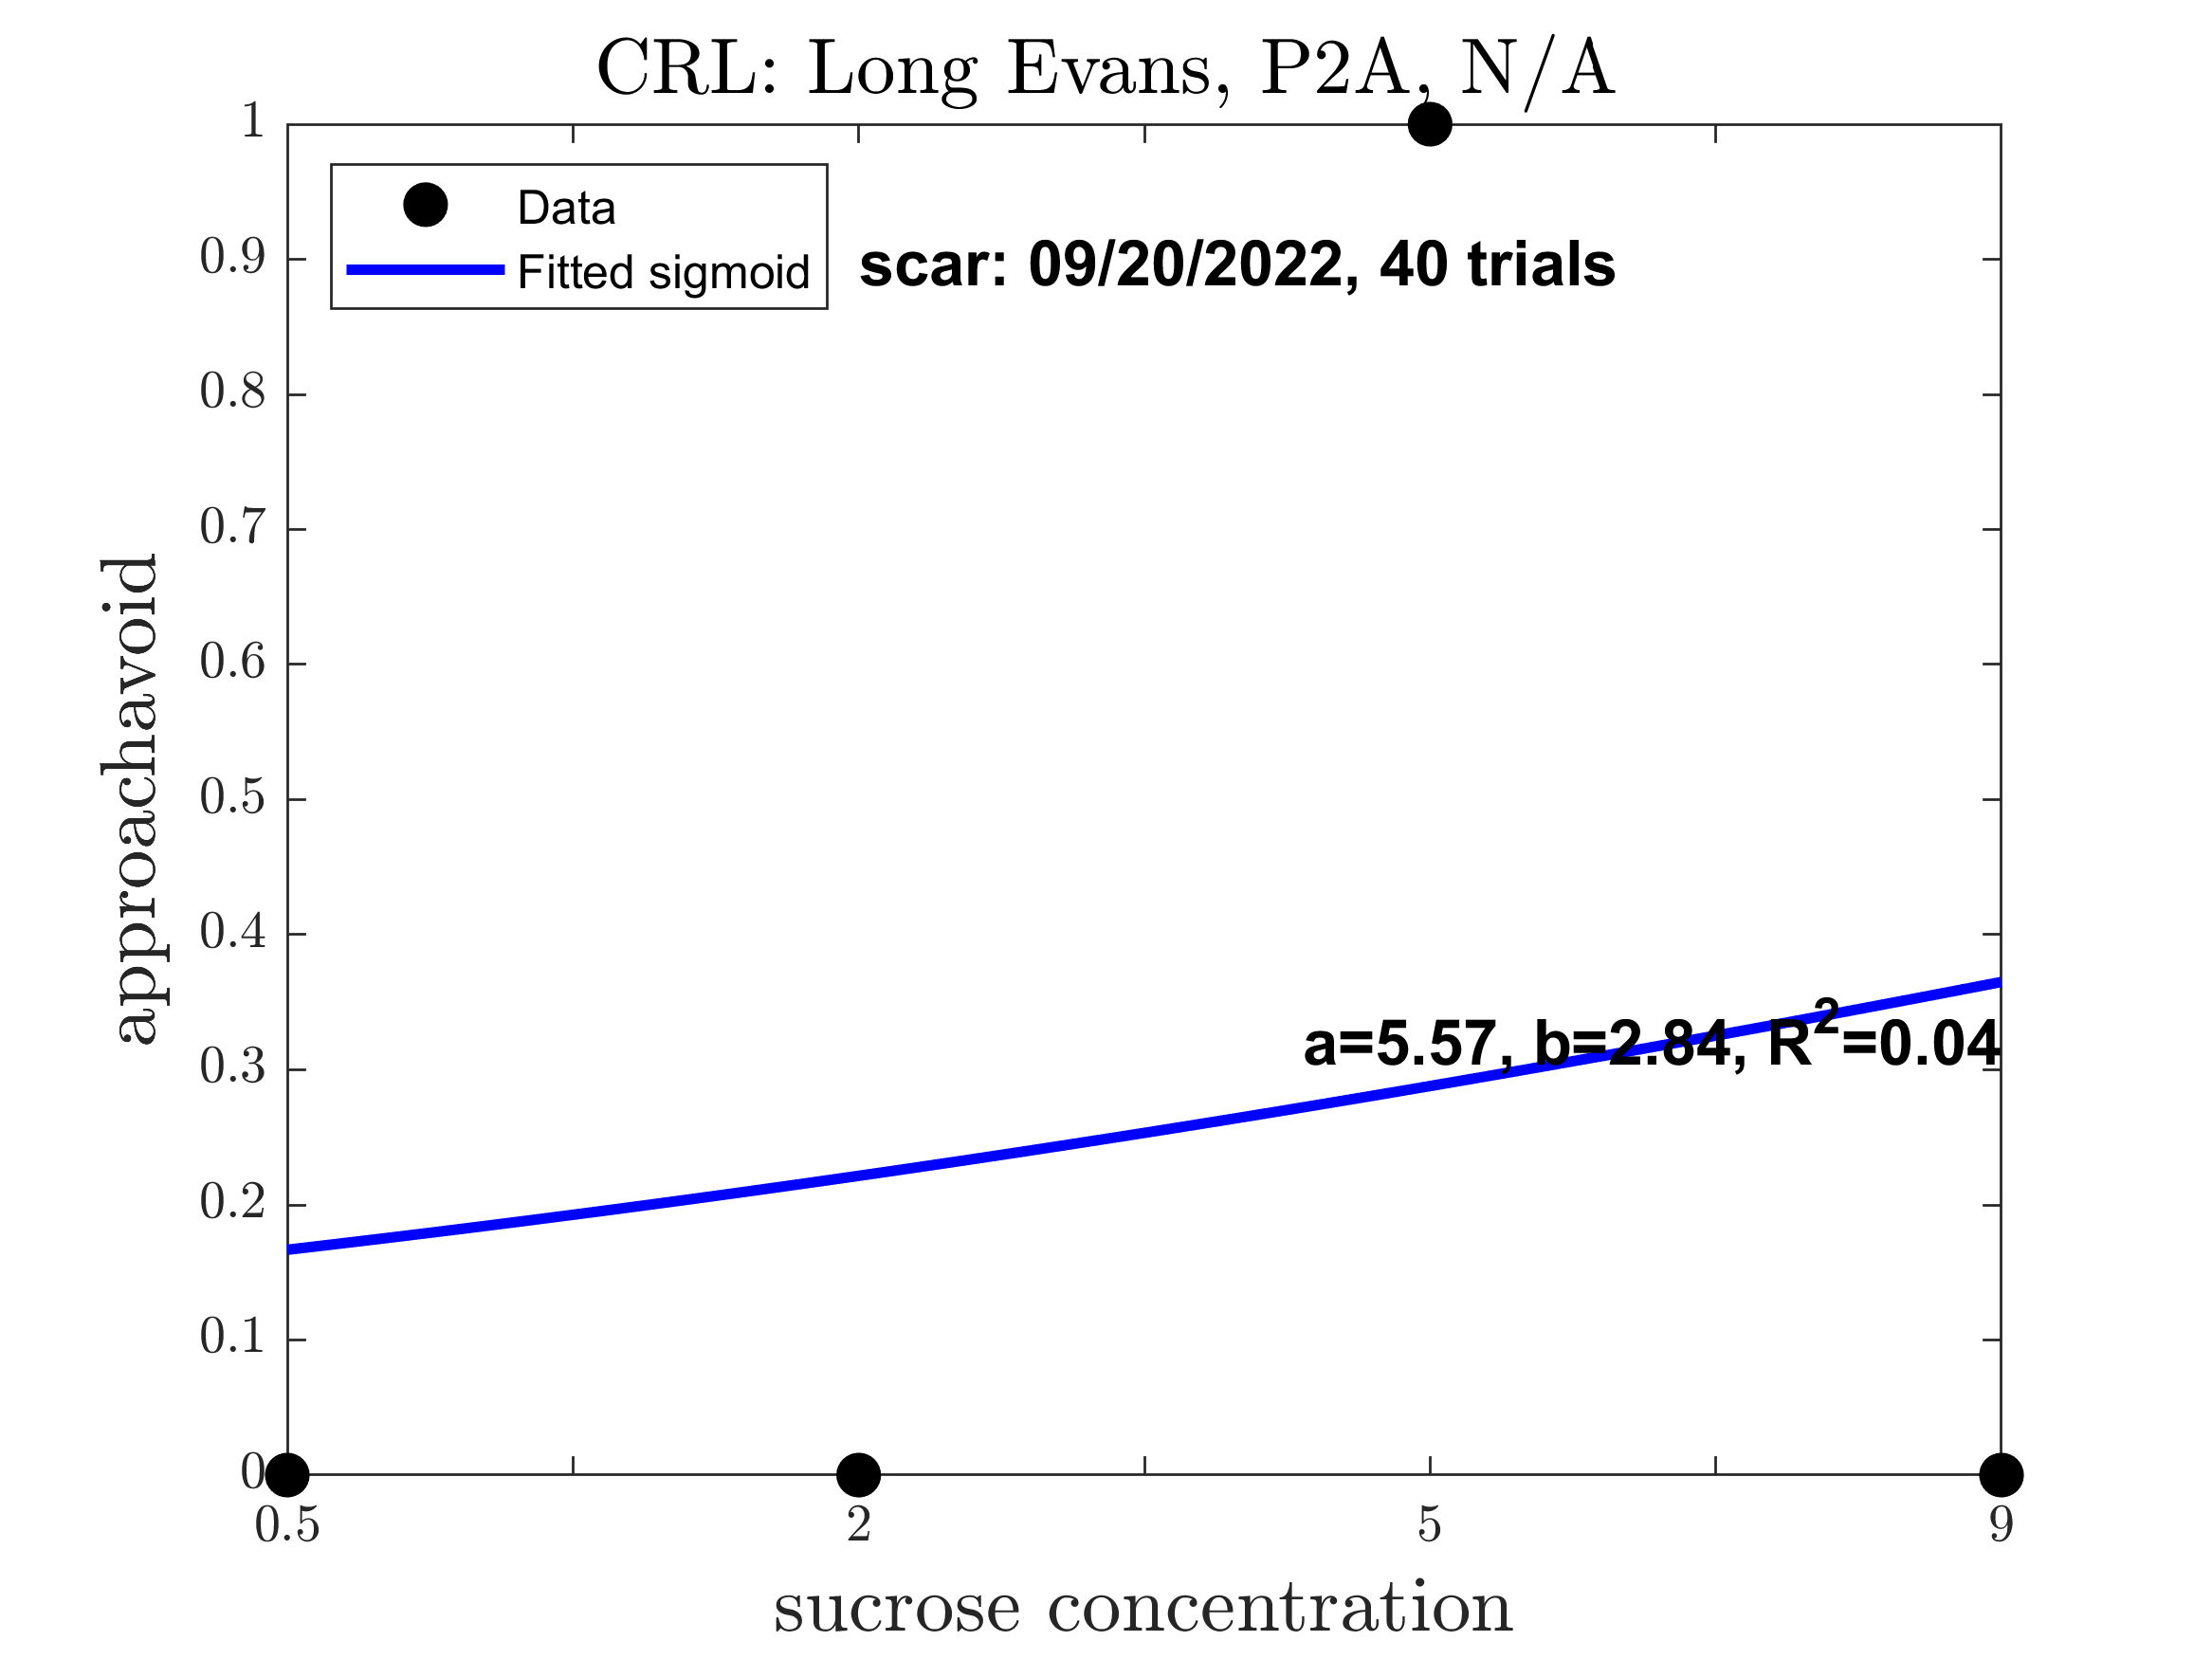 CRL: Long Evans, P2A, N/A
1
Data
Fitted sigmoid
scar: 09/20/2022, 40 trials
0.9
0.8
0.7
0.6
0.5
0.4
0.3
0.2
0.1
0
approachavoid
a=5.57, b=2.84, R²=0.04
0.5 2 5 9
sucrose concentration